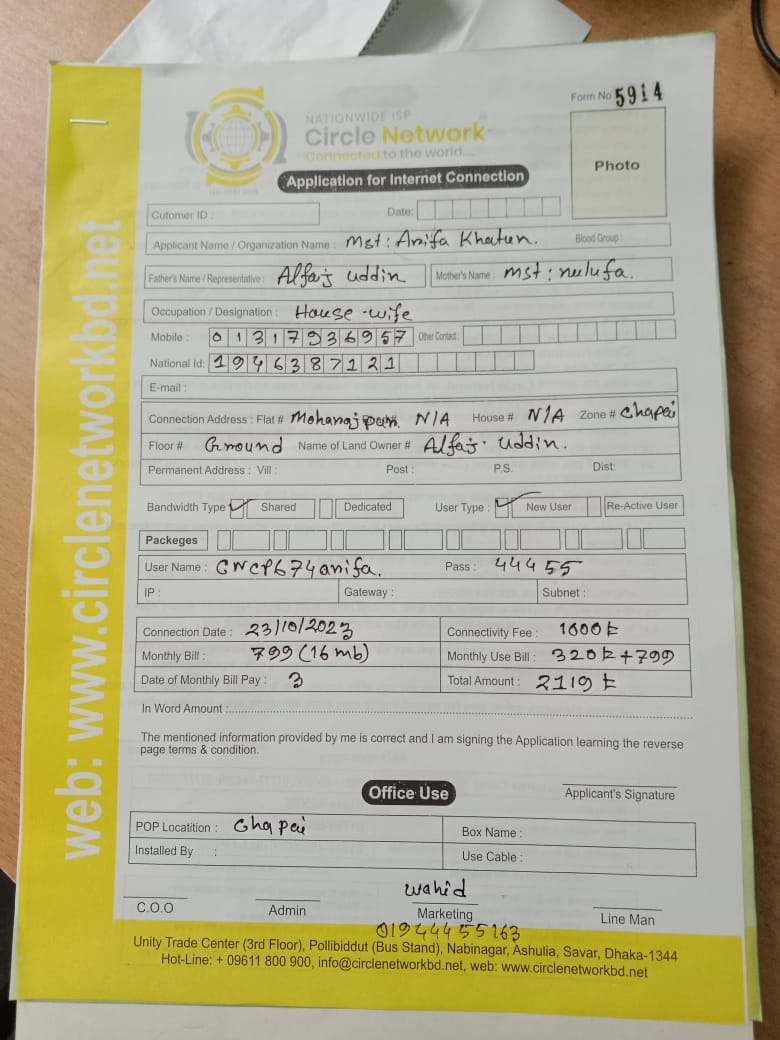 Form No 5914
NATIONWIDE ISP
Circle Network
Connected to the world...
Photo
Application for Internet Connection
Cutomer ID : Date:
Applicant Name / Organization Name : Mst: Anifa Khatun. Blood Group :
Father's Name / Representative : Alfaj uddin Mother's Name : mst : nulufa.
Occupation / Designation : House-wife
Mobile : 01317936957 Other Contact :
National Id: 1946387121
E-mail :
Connection Address : Flat # N/A House # N/A Zone # Chapai
Floor # Ground Name of Land Owner # Alfaj. uddin.
Permanent Address : Vill : Post : P.S. Dist:
Bandwidth Type : Shared Dedicated User Type : New User Re-Active User
Packeges
User Name : CNCP674anifa. Pass : 44455
IP : Gateway : Subnet :
Connection Date : 23/10/2023 Connectivity Fee : 1000 ৳
Monthly Bill : 799 (16 mb) Monthly Use Bill : 320 ৳ + 799
Date of Monthly Bill Pay : 3 Total Amount : 2119 ৳
In Word Amount :
The mentioned information provided by me is correct and I am signing the Application learning the reverse
page terms & condition.
Office Use
Applicant's Signature
POP Locatition : Chapai Box Name :
Installed By : Use Cable :
wahid
C.O.O Admin Marketing Line Man
01944455163
Unity Trade Center (3rd Floor), Pollibiddut (Bus Stand), Nabinagar, Ashulia, Savar, Dhaka-1344
Hot-Line: + 09611 800 900, info@circlenetworkbd.net, web: www.circlenetworkbd.net
web: www.circlenetworkbd.net